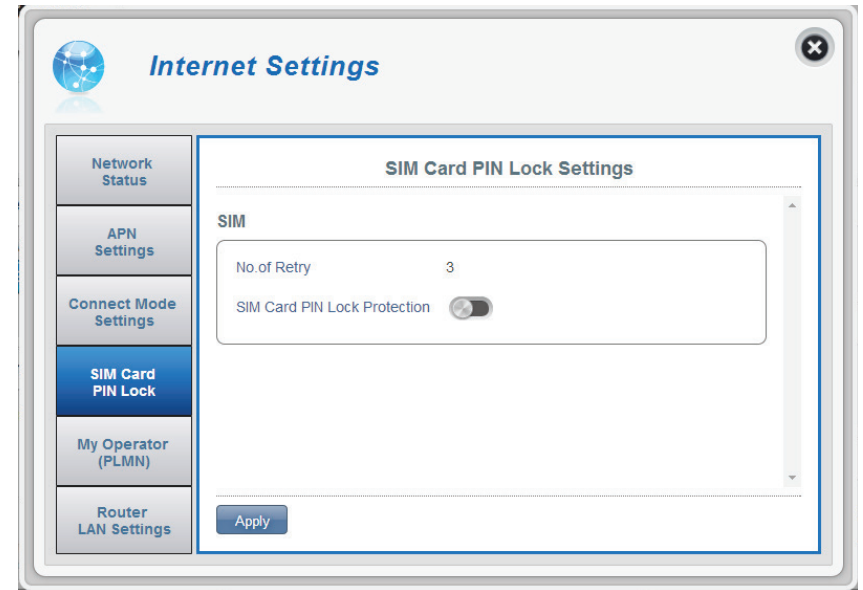 Internet Settings
Network
Status
APN
Settings
Connect Mode
Settings
SIM Card
PIN Lock
My Operator
(PLMN)
Router
LAN Settings
SIM Card PIN Lock Settings
SIM
No.of Retry 3
SIM Card PIN Lock Protection
Apply